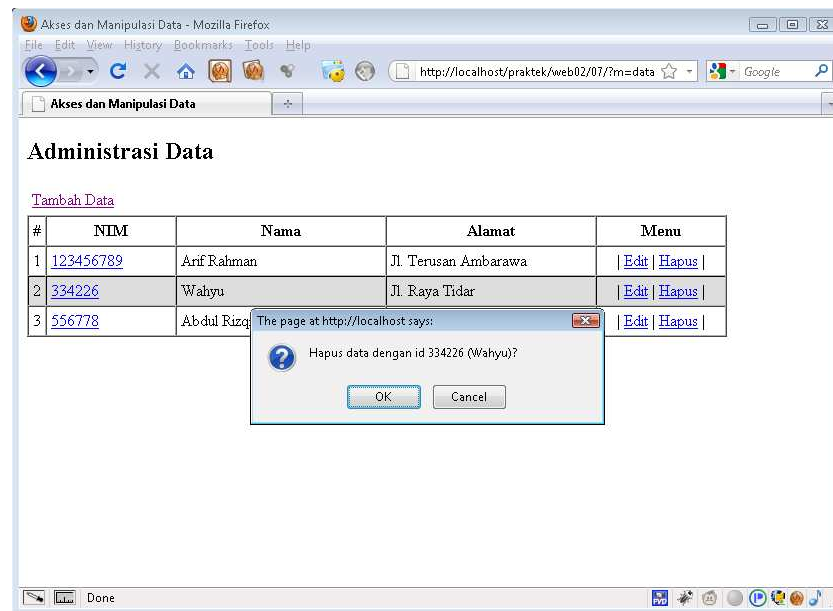 Akses dan Manipulasi Data - Mozilla Firefox
File Edit View History Bookmarks Tools Help
http://localhost/praktek/web02/07/?m=data Google
Akses dan Manipulasi Data
Administrasi Data
Tambah Data
# NIM Nama Alamat Menu
1 123456789 Arif Rahman Jl. Terusan Ambarawa | Edit | Hapus |
2 334226 Wahyu Jl. Raya Tidar | Edit | Hapus |
3 556778 Abdul Rizq | Edit | Hapus |
The page at http://localhost says:
Hapus data dengan id 334226 (Wahyu)?
OK Cancel
Done